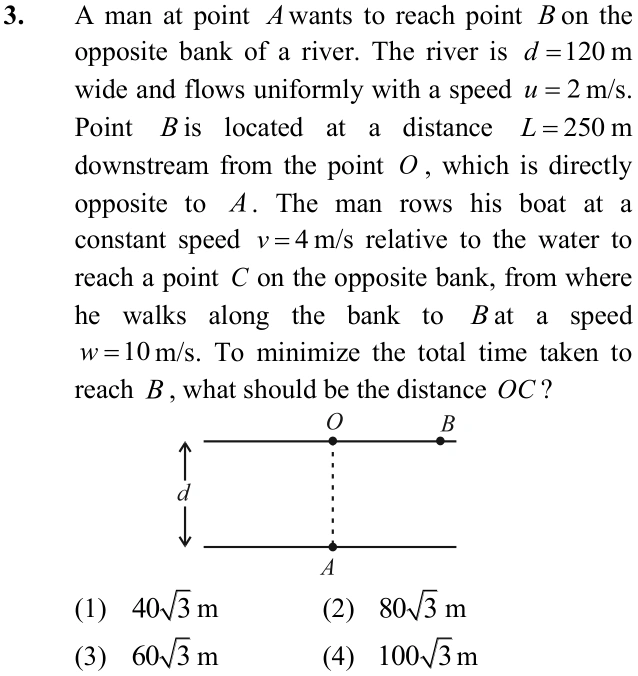 3. A man at point A wants to reach point B on the
opposite bank of a river. The river is d = 120 m
wide and flows uniformly with a speed u = 2 m/s.
Point B is located at a distance L = 250 m
downstream from the point O, which is directly
opposite to A. The man rows his boat at a
constant speed v = 4 m/s relative to the water to
reach a point C on the opposite bank, from where
he walks along the bank to B at a speed
w = 10 m/s. To minimize the total time taken to
reach B, what should be the distance OC?
O B
d
A
(1) 40√3 m (2) 80√3 m
(3) 60√3 m (4) 100√3 m